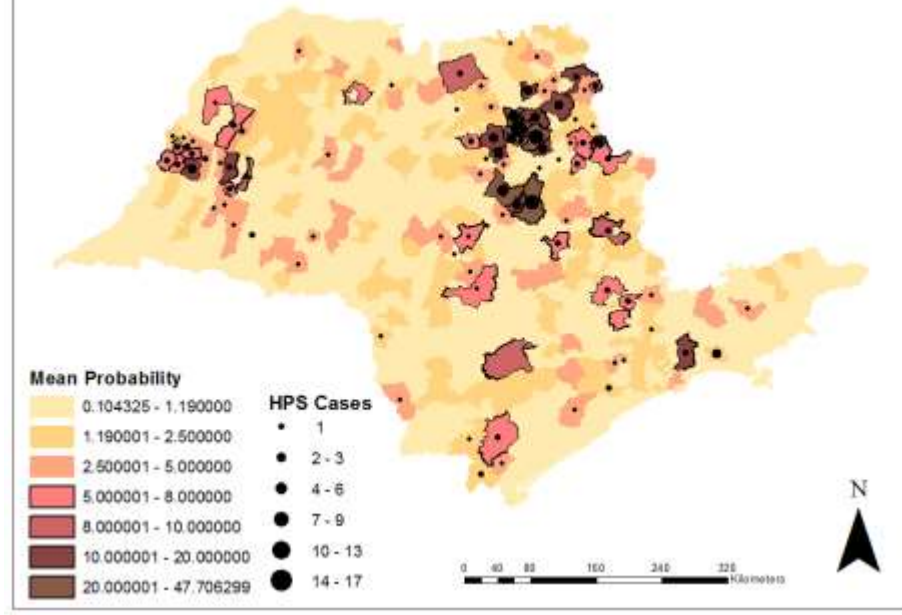 Mean Probability
0.104325 - 1.190000
1.190001 - 2.500000
2.500001 - 5.000000
5.000001 - 8.000000
8.000001 - 10.000000
10.000001 - 20.000000
20.000001 - 47.706299
HPS Cases
1
2 - 3
4 - 6
7 - 9
10 - 13
14 - 17
N
0 40 80 160 240 320
Kilometers